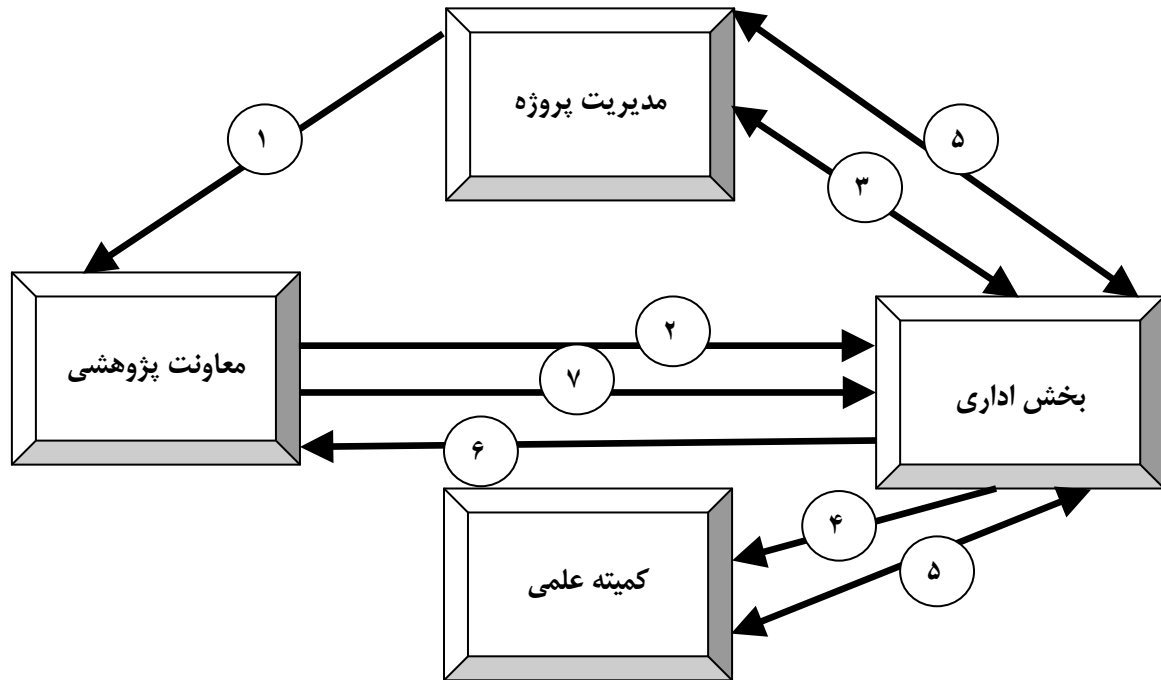 مدیریت پروژه
۱
۵
۳
معاونت پژوهشی
۲
۷
۶
بخش اداری
۴
۵
کمیته علمی